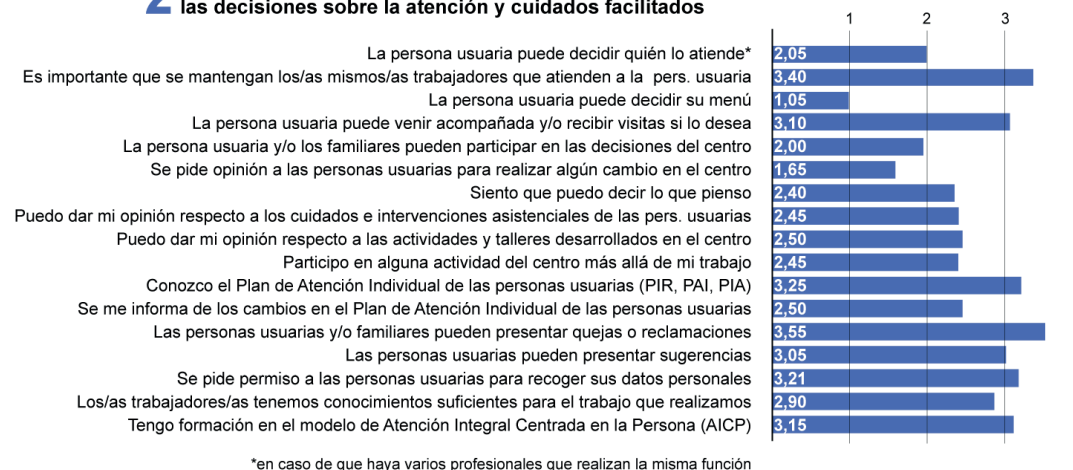 2 las decisiones sobre la atención y cuidados facilitados
1 2 3
La persona usuaria puede decidir quién lo atiende* 2,05
Es importante que se mantengan los/as mismos/as trabajadores que atienden a la pers. usuaria 3,40
La persona usuaria puede decidir su menú 1,05
La persona usuaria puede venir acompañada y/o recibir visitas si lo desea 3,10
La persona usuaria y/o los familiares pueden participar en las decisiones del centro 2,00
Se pide opinión a las personas usuarias para realizar algún cambio en el centro 1,65
Siento que puedo decir lo que pienso 2,40
Puedo dar mi opinión respecto a los cuidados e intervenciones asistenciales de las pers. usuarias 2,45
Puedo dar mi opinión respecto a las actividades y talleres desarrollados en el centro 2,50
Participo en alguna actividad del centro más allá de mi trabajo 2,45
Conozco el Plan de Atención Individual de las personas usuarias (PIR, PAI, PIA) 3,25
Se me informa de los cambios en el Plan de Atención Individual de las personas usuarias 2,50
Las personas usuarias y/o familiares pueden presentar quejas o reclamaciones 3,55
Las personas usuarias pueden presentar sugerencias 3,05
Se pide permiso a las personas usuarias para recoger sus datos personales 3,21
Los/as trabajadores/as tenemos conocimientos suficientes para el trabajo que realizamos 2,90
Tengo formación en el modelo de Atención Integral Centrada en la Persona (AICP) 3,15
*en caso de que haya varios profesionales que realizan la misma función